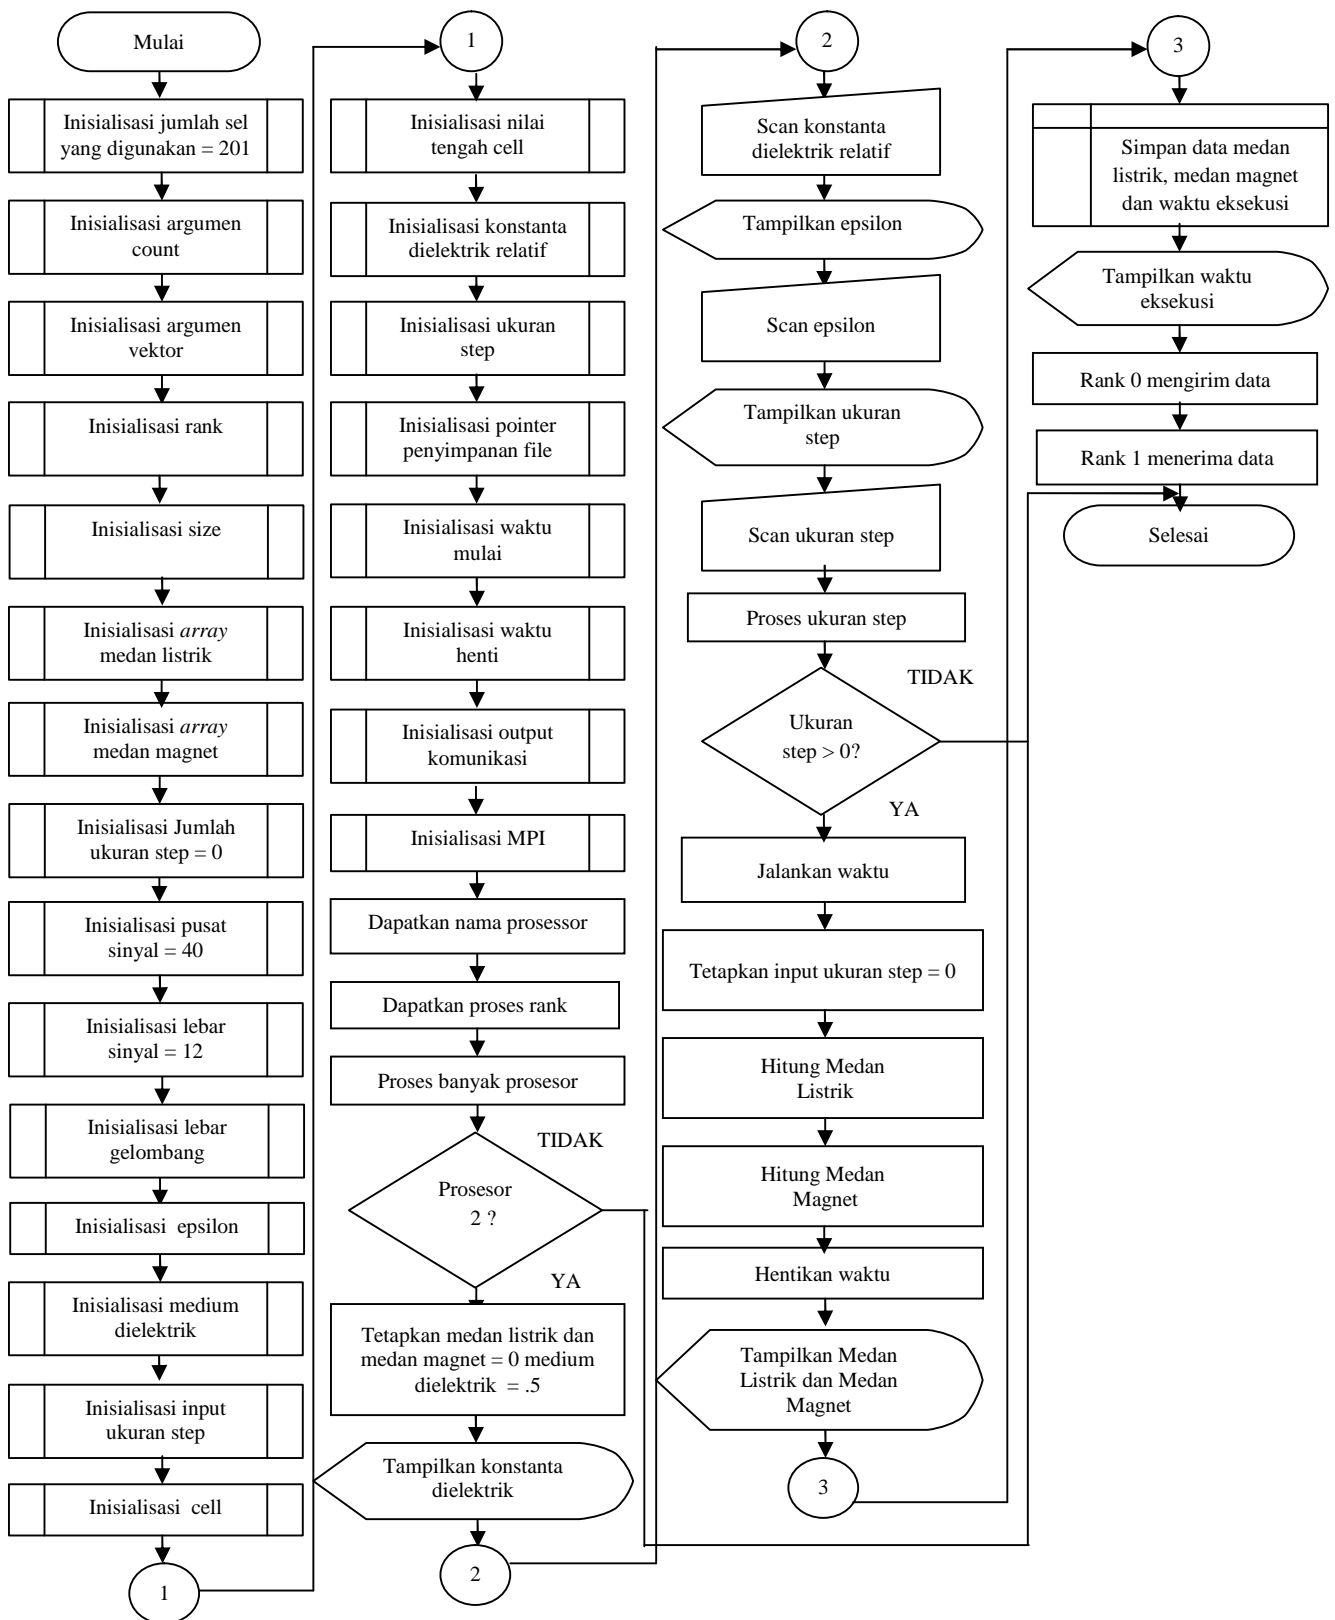 Mulai
Inisialisasi jumlah sel
yang digunakan = 201
Inisialisasi argumen
count
Inisialisasi argumen
vektor
Inisialisasi rank
Inisialisasi size
Inisialisasi array
medan listrik
Inisialisasi array
medan magnet
Inisialisasi Jumlah
ukuran step = 0
Inisialisasi pusat
sinyal = 40
Inisialisasi lebar
sinyal = 12
Inisialisasi lebar
gelombang
Inisialisasi epsilon
Inisialisasi medium
dielektrik
Inisialisasi input
ukuran step
Inisialisasi cell
1
1
Inisialisasi nilai
tengah cell
Inisialisasi konstanta
dielektrik relatif
Inisialisasi ukuran
step
Inisialisasi pointer
penyimpanan file
Inisialisasi waktu
mulai
Inisialisasi waktu
henti
Inisialisasi output
komunikasi
Inisialisasi MPI
Dapatkan nama prosessor
Dapatkan proses rank
Proses banyak prosesor
TIDAK
Prosesor
2 ?
YA
Tetapkan medan listrik dan
medan magnet = 0 medium
dielektrik = .5
Tampilkan konstanta
dielektrik
2
2
Scan konstanta
dielektrik relatif
Tampilkan epsilon
Scan epsilon
Tampilkan ukuran
step
Scan ukuran step
Proses ukuran step
TIDAK
Ukuran
step > 0?
YA
Jalankan waktu
Tetapkan input ukuran step = 0
Hitung Medan
Listrik
Hitung Medan
Magnet
Hentikan waktu
Tampilkan Medan
Listrik dan Medan
Magnet
3
3
Simpan data medan
listrik, medan magnet
dan waktu eksekusi
Tampilkan waktu
eksekusi
Rank 0 mengirim data
Rank 1 menerima data
Selesai